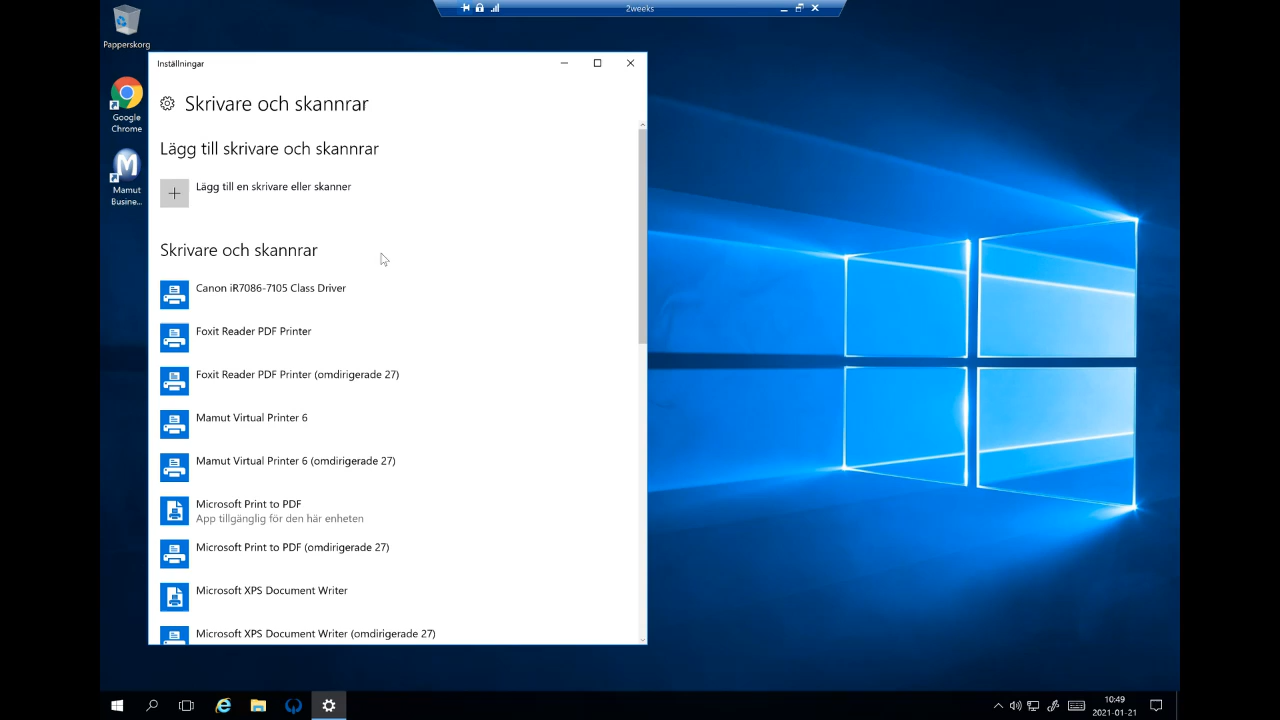 2weeks
Papperskorg
Google
Chrome
Mamut
Busine...
Inställningar
Skrivare och skannrar
Lägg till skrivare och skannrar
Lägg till en skrivare eller skanner
Skrivare och skannrar
Canon iR7086-7105 Class Driver
Foxit Reader PDF Printer
Foxit Reader PDF Printer (omdirigerade 27)
Mamut Virtual Printer 6
Mamut Virtual Printer 6 (omdirigerade 27)
Microsoft Print to PDF
App tillgänglig för den här enheten
Microsoft Print to PDF (omdirigerade 27)
Microsoft XPS Document Writer
Microsoft XPS Document Writer (omdirigerade 27)
10:49
2021-01-21